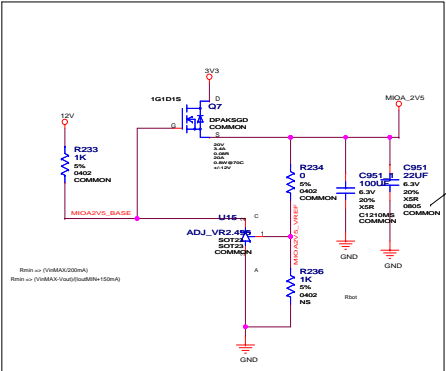 3V3
1G1D1S
D
Q7
G
DPAKSGD
COMMON
S
20V
3.4A
0.08R
20A
0.8W@70C
+/-12V
MIOA_2V5
12V
R233
1K
5%
0402
COMMON
R234
0
5%
0402
COMMON
C951
100UF
6.3V
20%
X5R
C1210MS
COMMON
C951
22UF
6.3V
20%
X5R
0805
COMMON
MIOA2V5_BASE
MIOA2V5_VREF
U15
C
ADJ_VR2.495
1
SOT23
SOT23
COMMON
A
R236
1K
5%
0402
NS
GND
GND
Rbot
Rmin => (VinMAX/200mA)
Rmin => (VinMAX-Vout)/(IoutMIN+150mA)
GND